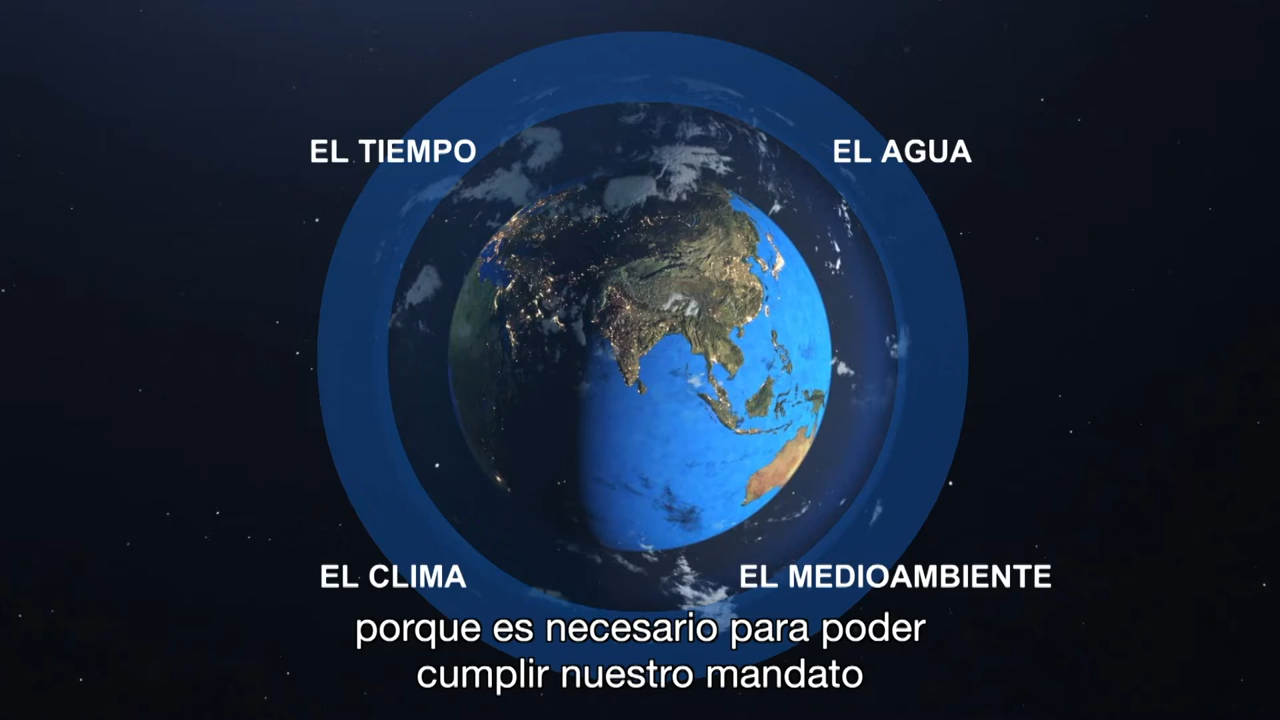 EL TIEMPO
EL AGUA
EL CLIMA
EL MEDIOAMBIENTE
porque es necesario para poder
cumplir nuestro mandato